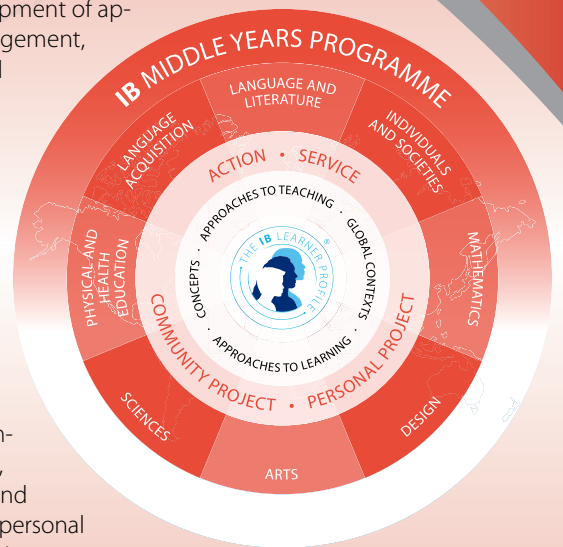 pment of ap-
gement,
IB MIDDLE YEARS PROGRAMME
LANGUAGE AND
LITERATURE
INDIVIDUALS
AND SOCIETIES
MATHEMATICS
DESIGN
ARTS
SCIENCES
PHYSICAL AND
HEALTH
EDUCATION
LANGUAGE
ACQUISITION
ACTION • SERVICE
PERSONAL PROJECT
COMMUNITY PROJECT •
APPROACHES TO TEACHING ·
GLOBAL CONTEXTS ·
APPROACHES TO LEARNING ·
CONCEPTS ·
THE IB LEARNER PROFILE ®
n-
,
nd
personal